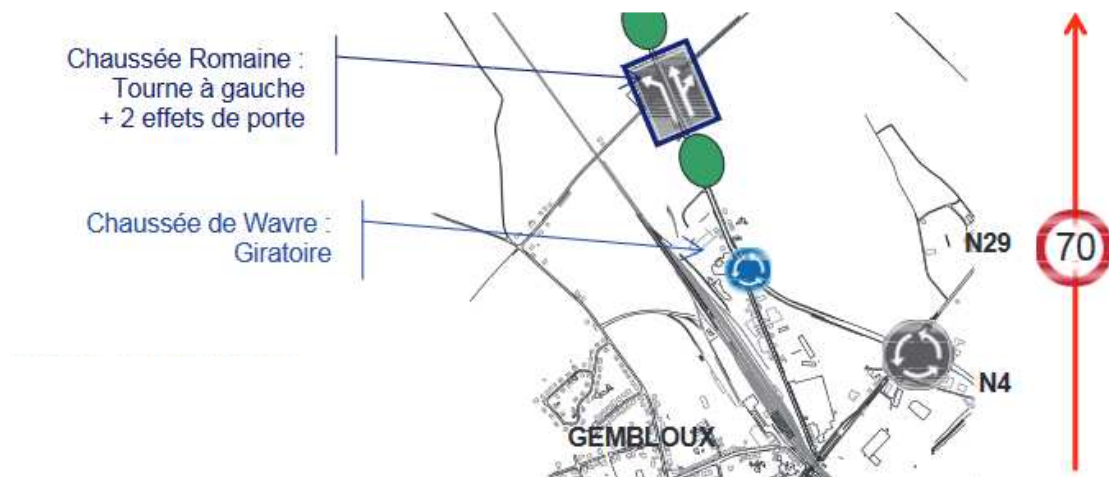 Chaussée Romaine :
Tourne à gauche
+ 2 effets de porte
Chaussée de Wavre :
Giratoire
N29
70
N4
GEMBLOUX